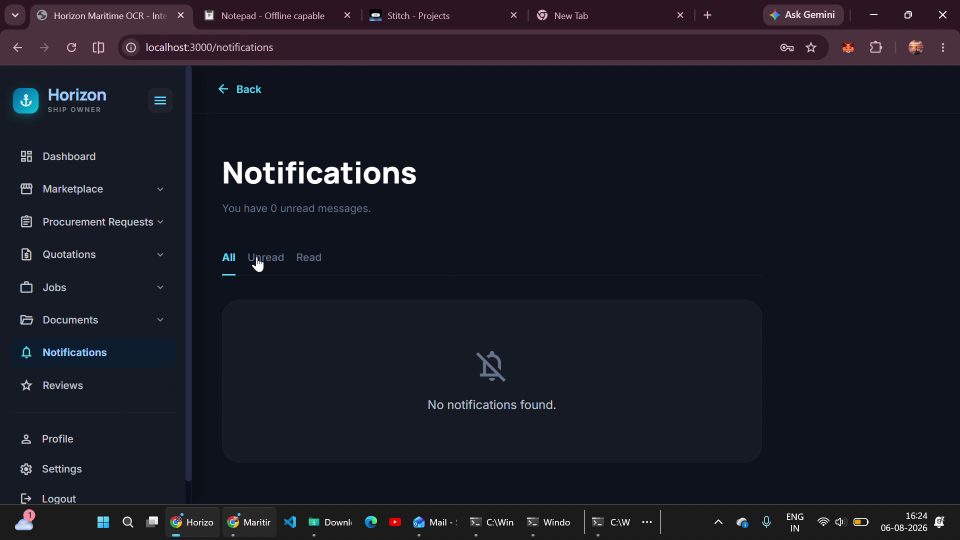 Horizon Maritime OCR - Inte
Notepad - Offline capable
Stitch - Projects
New Tab
Ask Gemini
localhost:3000/notifications
Horizon
SHIP OWNER
Back
Dashboard
Marketplace
Procurement Requests
Quotations
Jobs
Documents
Notifications
Reviews
Profile
Settings
Logout
Notifications
You have 0 unread messages.
All Unread Read
No notifications found.
1
Horizo
Maritir
Downl
Mail -
C:\Win
Windo
C:\W
ENG
IN
16:24
06-08-2026